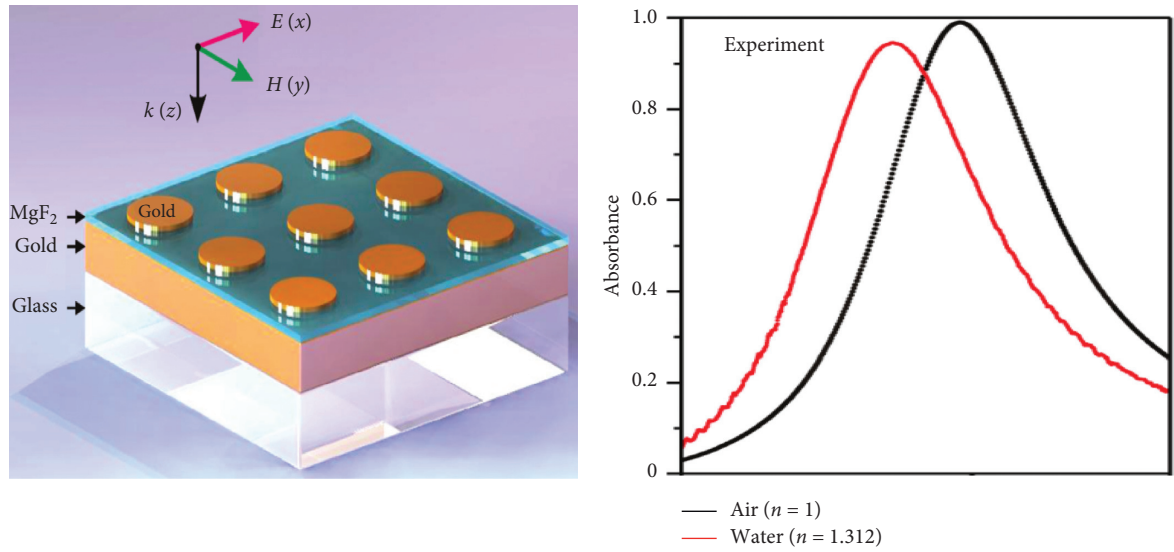 E (x)
H (y)
k (z)
MgF₂
Gold
Gold
Glass
Experiment
1.0
0.8
0.6
0.4
0.2
0
Absorbance
Air (n = 1)
Water (n = 1.312)